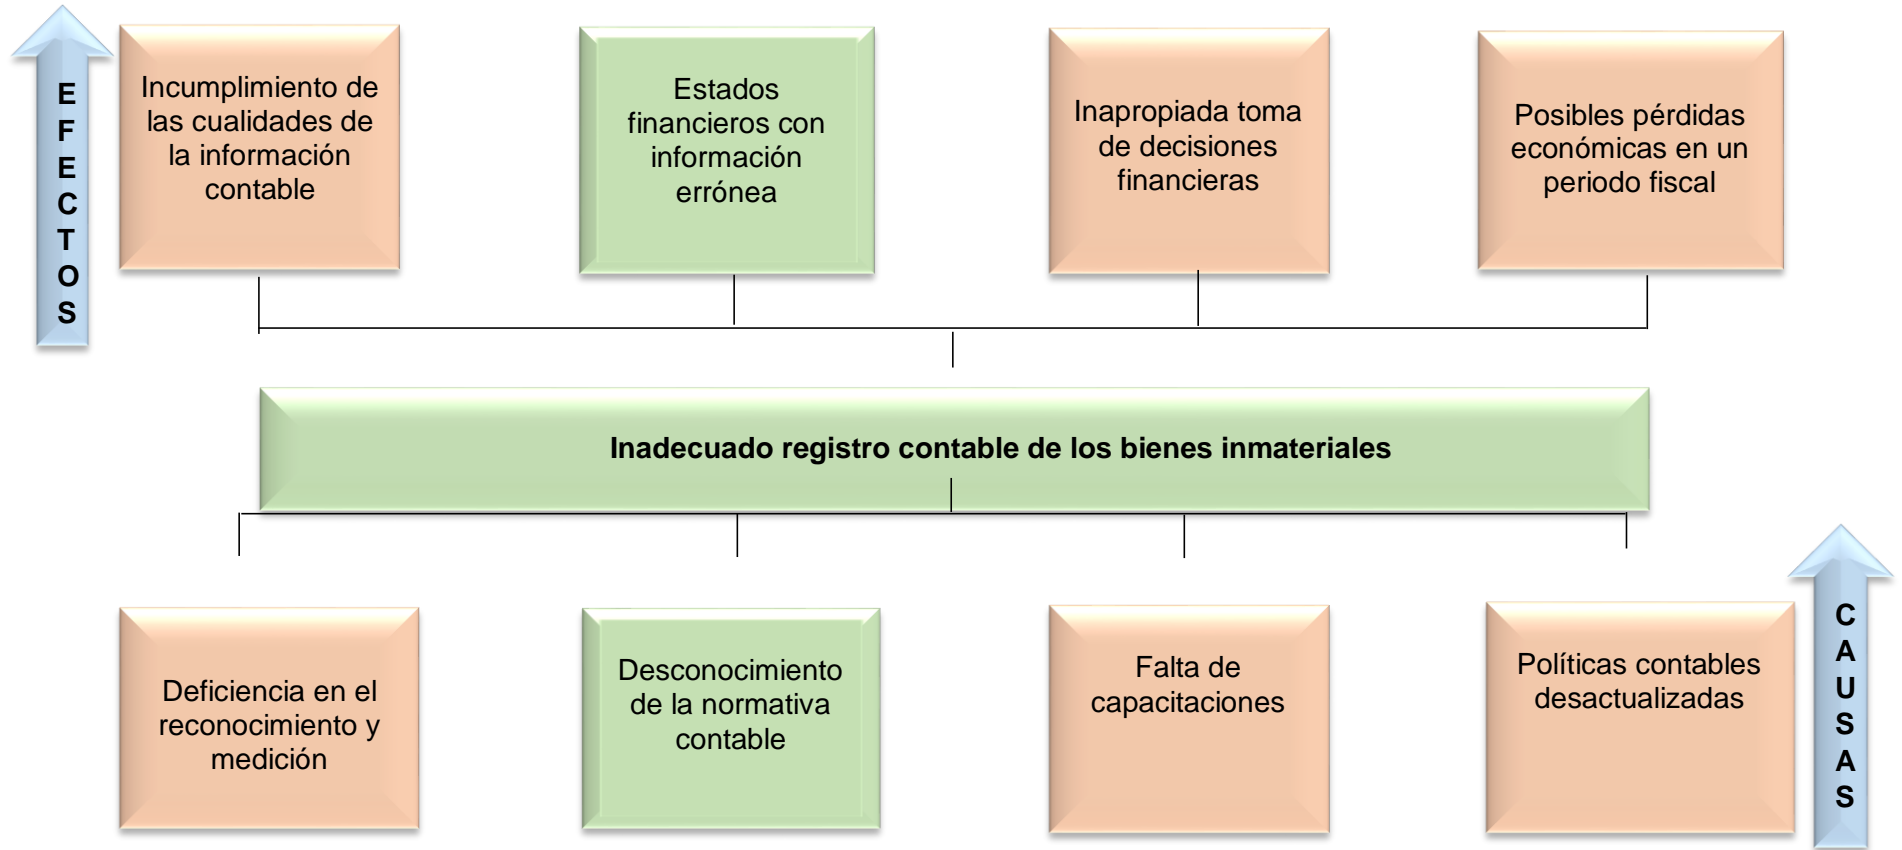 E
F
E
C
T
O
S
Incumplimiento de
las cualidades de
la información
contable
Estados
financieros con
información
errónea
Inapropiada toma
de decisiones
financieras
Posibles pérdidas
económicas en un
periodo fiscal
Inadecuado registro contable de los bienes inmateriales
Deficiencia en el
reconocimiento y
medición
Desconocimiento
de la normativa
contable
Falta de
capacitaciones
Políticas contables
desactualizadas
C
A
U
S
A
S